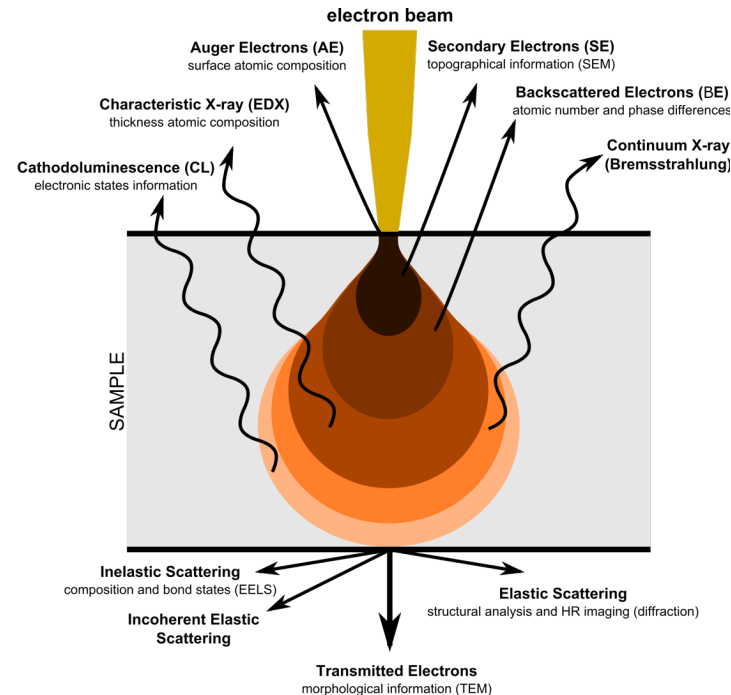 electron beam
Auger Electrons (AE)
surface atomic composition
Secondary Electrons (SE)
topographical information (SEM)
Characteristic X-ray (EDX)
thickness atomic composition
Backscattered Electrons (BE)
atomic number and phase differences
Cathodoluminescence (CL)
electronic states information
Continuum X-ray
(Bremsstrahlung)
SAMPLE
Inelastic Scattering
composition and bond states (EELS)
Incoherent Elastic
Scattering
Elastic Scattering
structural analysis and HR imaging (diffraction)
Transmitted Electrons
morphological information (TEM)